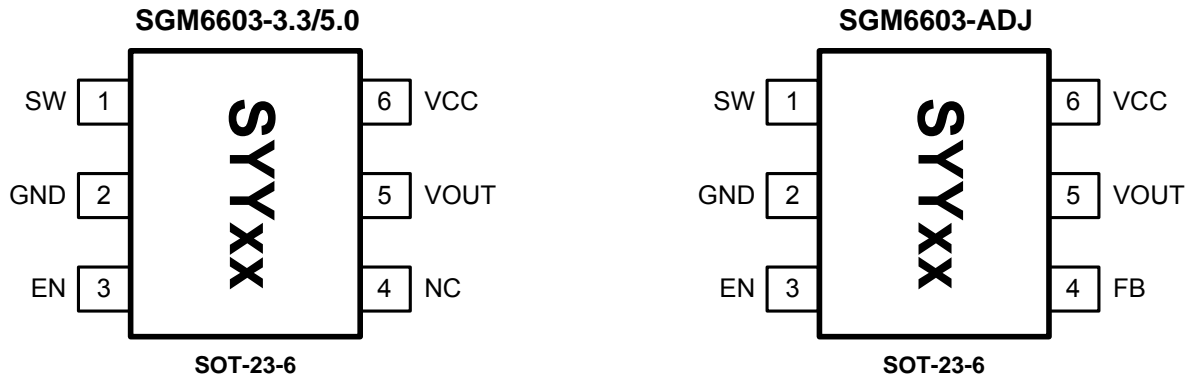 SGM6603-3.3/5.0
SW 1
6 VCC
GND 2
5 VOUT
EN 3
4 NC
SYYxx
SOT-23-6
SGM6603-ADJ
SW 1
6 VCC
GND 2
5 VOUT
EN 3
4 FB
SYYxx
SOT-23-6